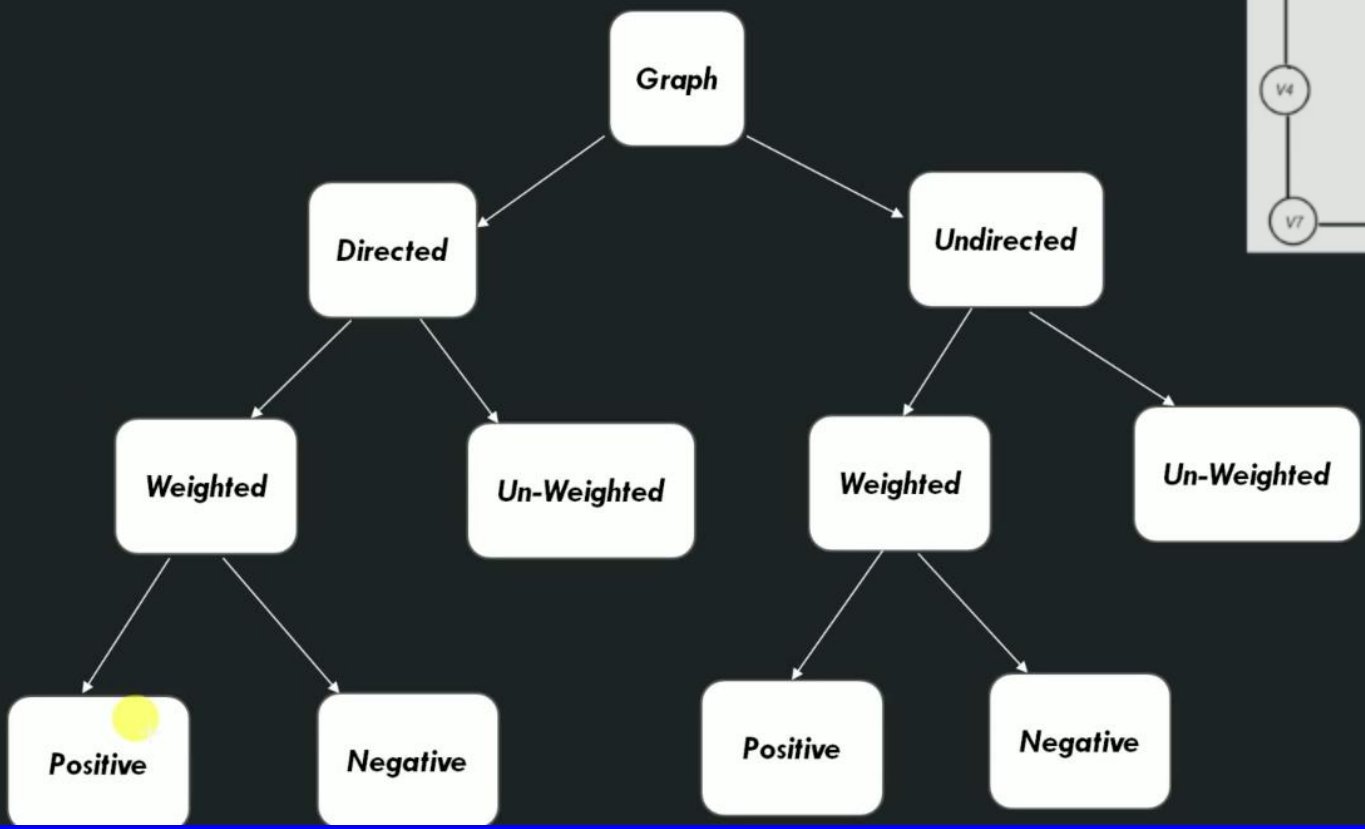 Graph
V4
Directed
Undirected
V7
Weighted
Un-Weighted
Weighted
Un-Weighted
Positive
Negative
Positive
Negative